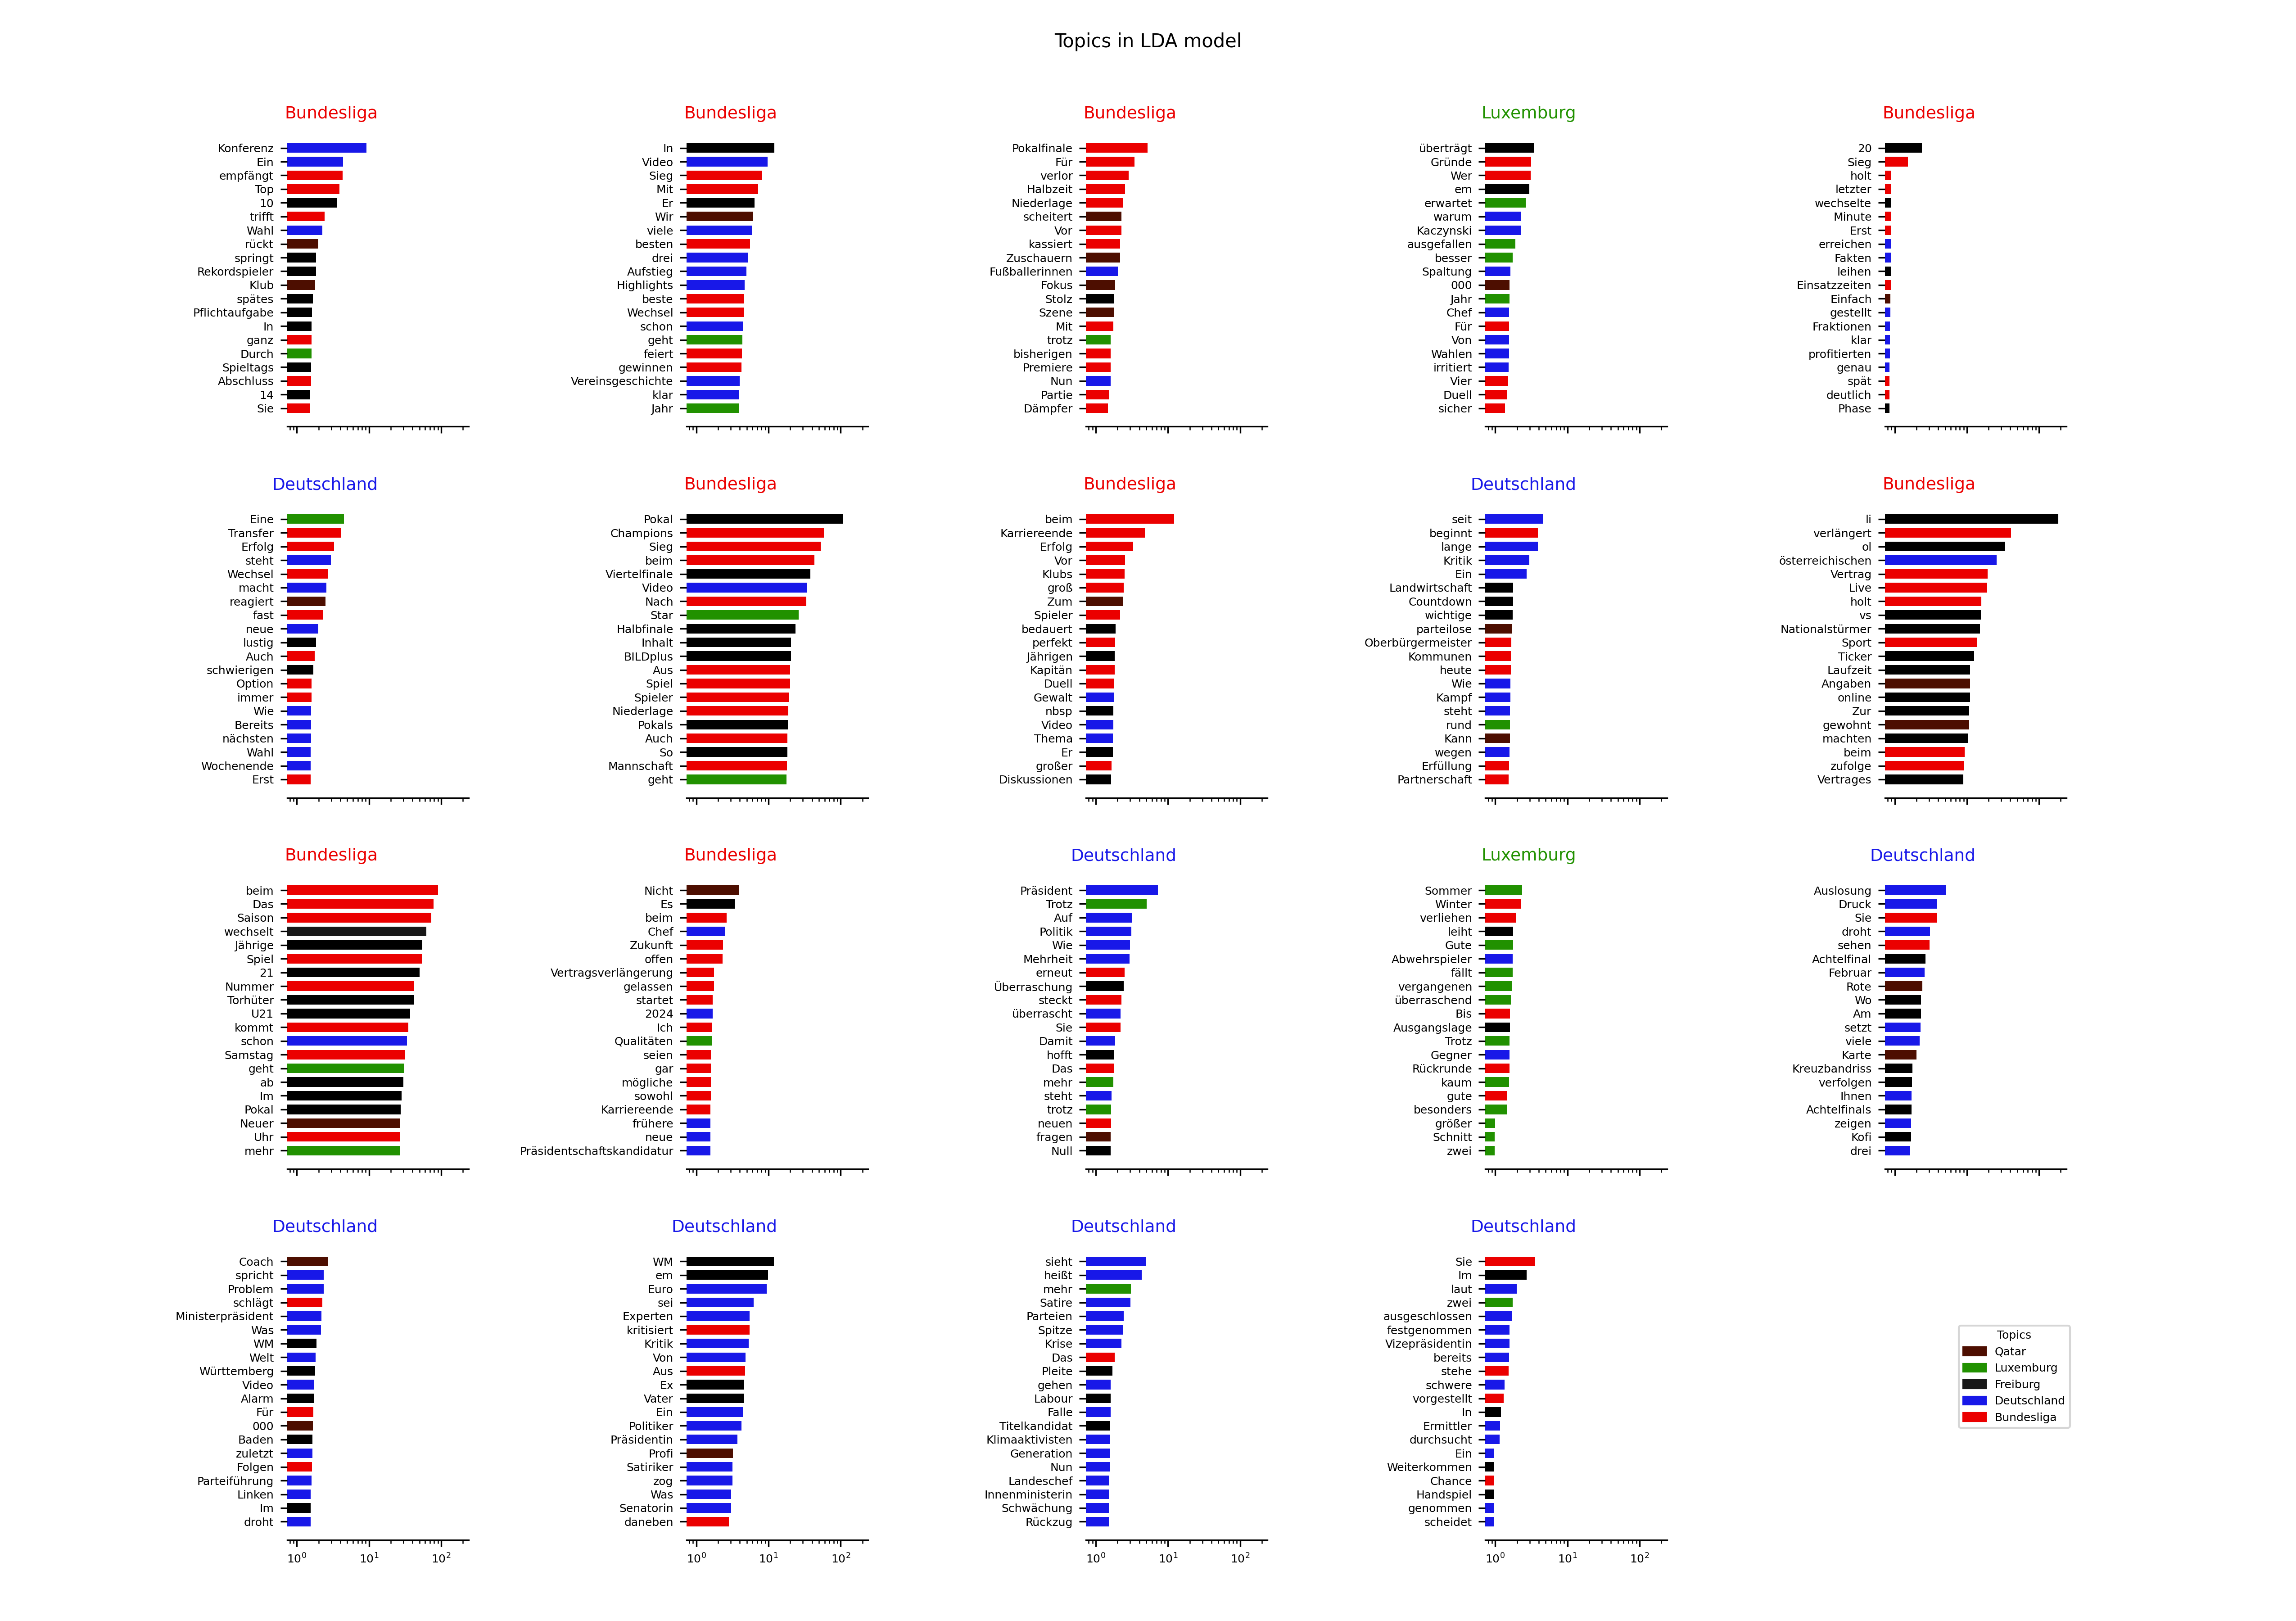 Topics in LDA model
Bundesliga
Konferenz
Ein
empfängt
Top
10
trifft
Wahl
rückt
springt
Rekordspieler
Klub
spätes
Pflichtaufgabe
In
ganz
Durch
Spieltags
Abschluss
14
Sie
Bundesliga
In
Video
Sieg
Mit
Er
Wir
viele
besten
drei
Aufstieg
Highlights
beste
Wechsel
schon
geht
feiert
gewinnen
Vereinsgeschichte
klar
Jahr
Bundesliga
Pokalfinale
Für
verlor
Halbzeit
Niederlage
scheitert
Vor
kassiert
Zuschauern
Fußballerinnen
Fokus
Stolz
Szene
Mit
trotz
bisherigen
Premiere
Nun
Partie
Dämpfer
Luxemburg
überträgt
Gründe
Wer
em
erwartet
warum
Kaczynski
ausgefallen
besser
Spaltung
000
Jahr
Chef
Für
Von
Wahlen
irritiert
Vier
Duell
sicher
Bundesliga
20
Sieg
holt
letzter
wechselte
Minute
Erst
erreichen
Fakten
leihen
Einsatzzeiten
Einfach
gestellt
Fraktionen
klar
profitierten
genau
spät
deutlich
Phase
Deutschland
Eine
Transfer
Erfolg
steht
Wechsel
macht
reagiert
fast
neue
lustig
Auch
schwierigen
Option
immer
Wie
Bereits
nächsten
Wahl
Wochenende
Erst
Bundesliga
Pokal
Champions
Sieg
beim
Viertelfinale
Video
Nach
Star
Halbfinale
Inhalt
BILDplus
Aus
Spiel
Spieler
Niederlage
Pokals
Auch
So
Mannschaft
geht
Bundesliga
beim
Karriereende
Erfolg
Vor
Klubs
groß
Zum
Spieler
bedauert
perfekt
Jährigen
Kapitän
Duell
Gewalt
nbsp
Video
Thema
Er
großer
Diskussionen
Deutschland
seit
beginnt
lange
Kritik
Ein
Landwirtschaft
Countdown
wichtige
parteilose
Oberbürgermeister
Kommunen
heute
Wie
Kampf
steht
rund
Kann
wegen
Erfüllung
Partnerschaft
Bundesliga
li
verlängert
ol
österreichischen
Vertrag
Live
holt
vs
Nationalstürmer
Sport
Ticker
Laufzeit
Angaben
online
Zur
gewohnt
machten
beim
zufolge
Vertrages
Bundesliga
beim
Das
Saison
wechselt
Jährige
Spiel
21
Nummer
Torhüter
U21
kommt
schon
Samstag
geht
ab
Im
Pokal
Neuer
Uhr
mehr
Bundesliga
Nicht
Es
beim
Chef
Zukunft
offen
Vertragsverlängerung
gelassen
startet
2024
Ich
Qualitäten
seien
gar
mögliche
sowohl
Karriereende
frühere
neue
Präsidentschaftskandidatur
Deutschland
Präsident
Trotz
Auf
Politik
Wie
Mehrheit
erneut
Überraschung
steckt
überrascht
Sie
Damit
hofft
Das
mehr
steht
trotz
neuen
fragen
Null
Luxemburg
Sommer
Winter
verliehen
leiht
Gute
Abwehrspieler
fällt
vergangenen
überraschend
Bis
Ausgangslage
Trotz
Gegner
Rückrunde
kaum
gute
besonders
größer
Schnitt
zwei
Deutschland
Auslosung
Druck
Sie
droht
sehen
Achtelfinal
Februar
Rote
Wo
Am
setzt
viele
Karte
Kreuzbandriss
verfolgen
Ihnen
Achtelfinals
zeigen
Kofi
drei
Deutschland
Coach
spricht
Problem
schlägt
Ministerpräsident
Was
WM
Welt
Württemberg
Video
Alarm
Für
000
Baden
zuletzt
Folgen
Parteiführung
Linken
Im
droht
10⁰ 10¹ 10²
Deutschland
WM
em
Euro
sei
Experten
kritisiert
Kritik
Von
Aus
Ex
Vater
Ein
Politiker
Präsidentin
Profi
Satiriker
zog
Was
Senatorin
daneben
10⁰ 10¹ 10²
Deutschland
sieht
heißt
mehr
Satire
Parteien
Spitze
Krise
Das
Pleite
gehen
Labour
Falle
Titelkandidat
Klimaaktivisten
Generation
Nun
Landeschef
Innenministerin
Schwächung
Rückzug
10⁰ 10¹ 10²
Deutschland
Sie
Im
laut
zwei
ausgeschlossen
festgenommen
Vizepräsidentin
bereits
stehe
schwere
vorgestellt
In
Ermittler
durchsucht
Ein
Weiterkommen
Chance
Handspiel
genommen
scheidet
10⁰ 10¹ 10²
Topics
Qatar
Luxemburg
Freiburg
Deutschland
Bundesliga